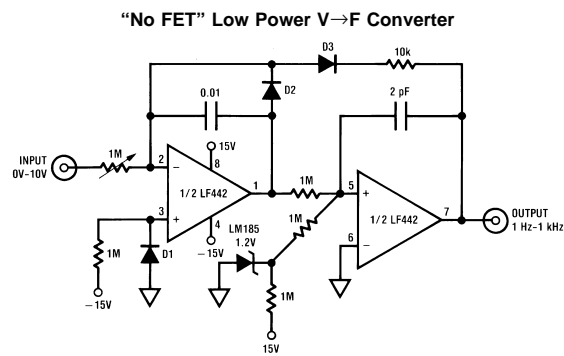 “No FET” Low Power V→F Converter
D3
10k
D2
0.01
2 pF
15V
1M
INPUT
0V–10V
2
−
8
1/2 LF442
1
1M
5
+
1/2 LF442
7
OUTPUT
1 Hz–1 kHz
3
+
4
−15V
1M
6
−
LM185
1.2V
1M
D1
−15V
1M
15V